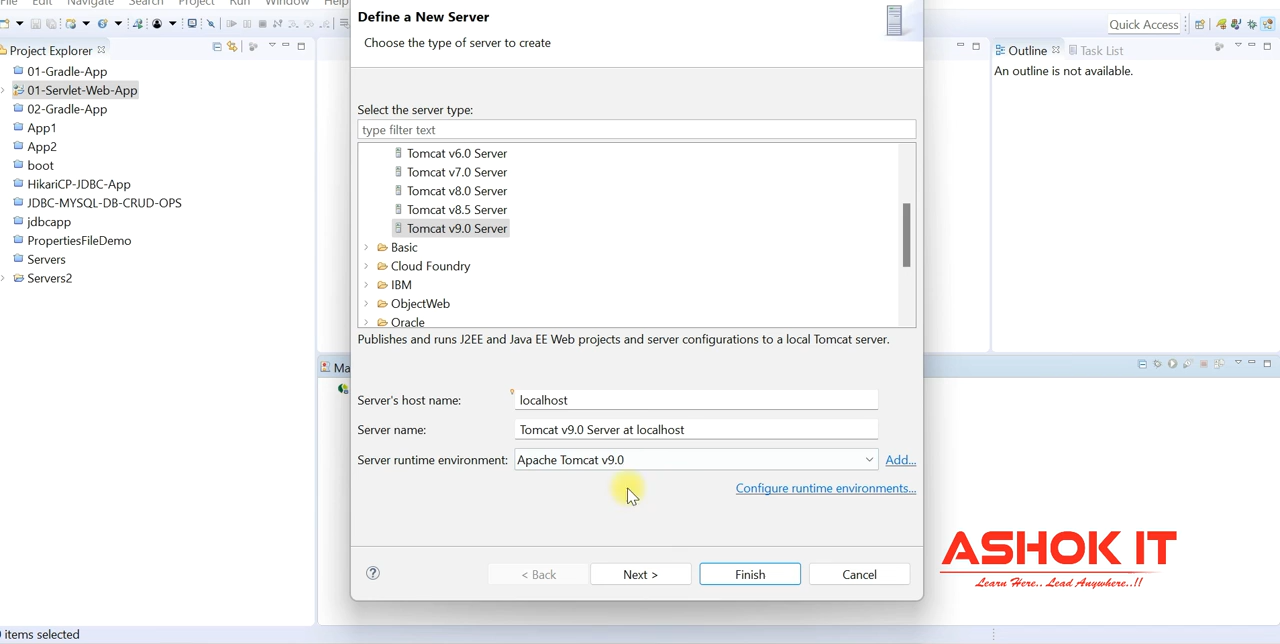 File Edit Navigate Search Project Run Window Help
Quick Access
Project Explorer
01-Gradle-App
01-Servlet-Web-App
02-Gradle-App
App1
App2
boot
HikariCP-JDBC-App
JDBC-MYSQL-DB-CRUD-OPS
jdbcapp
PropertiesFileDemo
Servers
Servers2
Define a New Server
Choose the type of server to create
Select the server type:
type filter text
Tomcat v6.0 Server
Tomcat v7.0 Server
Tomcat v8.0 Server
Tomcat v8.5 Server
Tomcat v9.0 Server
Basic
Cloud Foundry
IBM
ObjectWeb
Oracle
Publishes and runs J2EE and Java EE Web projects and server configurations to a local Tomcat server.
Ma
Server's host name: localhost
Server name: Tomcat v9.0 Server at localhost
Server runtime environment: Apache Tomcat v9.0 Add...
Configure runtime environments...
< Back Next > Finish Cancel
Outline Task List
An outline is not available.
ASHOK IT
Learn Here.. Lead Anywhere..!!
items selected